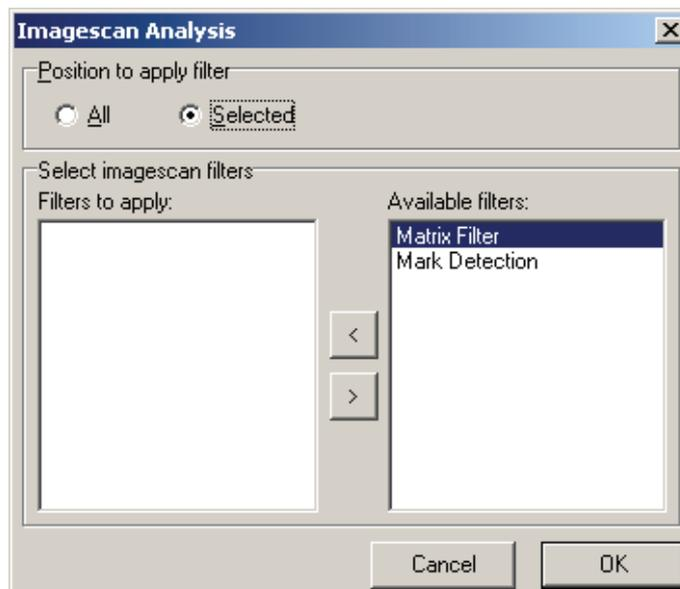 Imagescan Analysis
Position to apply filter
All Selected
Select imagescan filters
Filters to apply: Available filters:
Matrix Filter
Mark Detection
<
>
Cancel OK